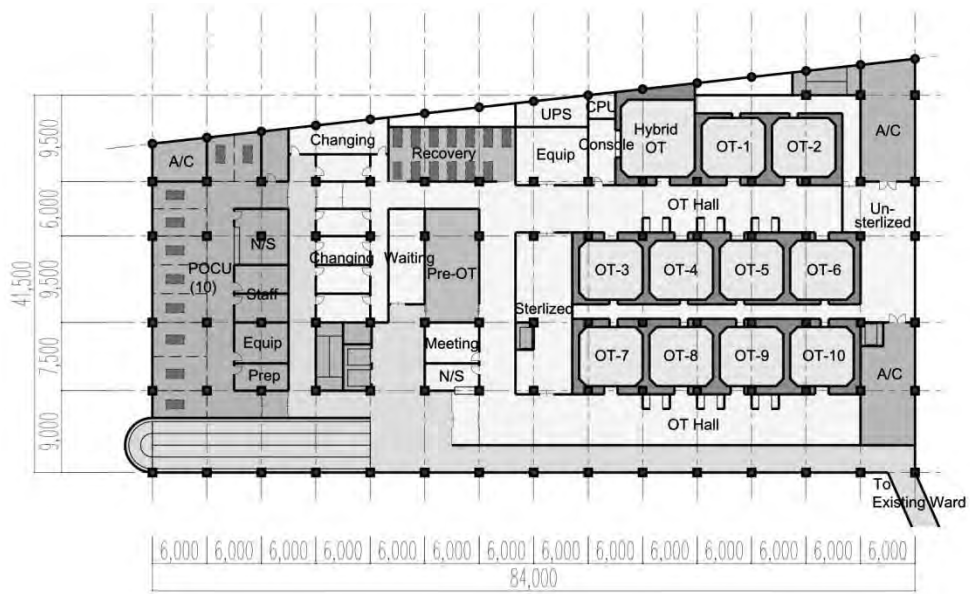 UPS
CPU
Changing
Recovery
Equip
Console
Hybrid
OT
OT-1
OT-2
A/C
A/C
9,500
OT Hall
6,000
Un-
sterlized
N/S
Changing
Waiting
Pre-OT
OT-3
OT-4
OT-5
OT-6
POCU
(10)
Staff
Sterlized
9,500
41,500
Equip
Meeting
OT-7
OT-8
OT-9
OT-10
7,500
Prep
N/S
A/C
OT Hall
9,000
To
Existing Ward
6,000 6,000 6,000 6,000 6,000 6,000 6,000 6,000 6,000 6,000 6,000 6,000 6,000 6,000
84,000